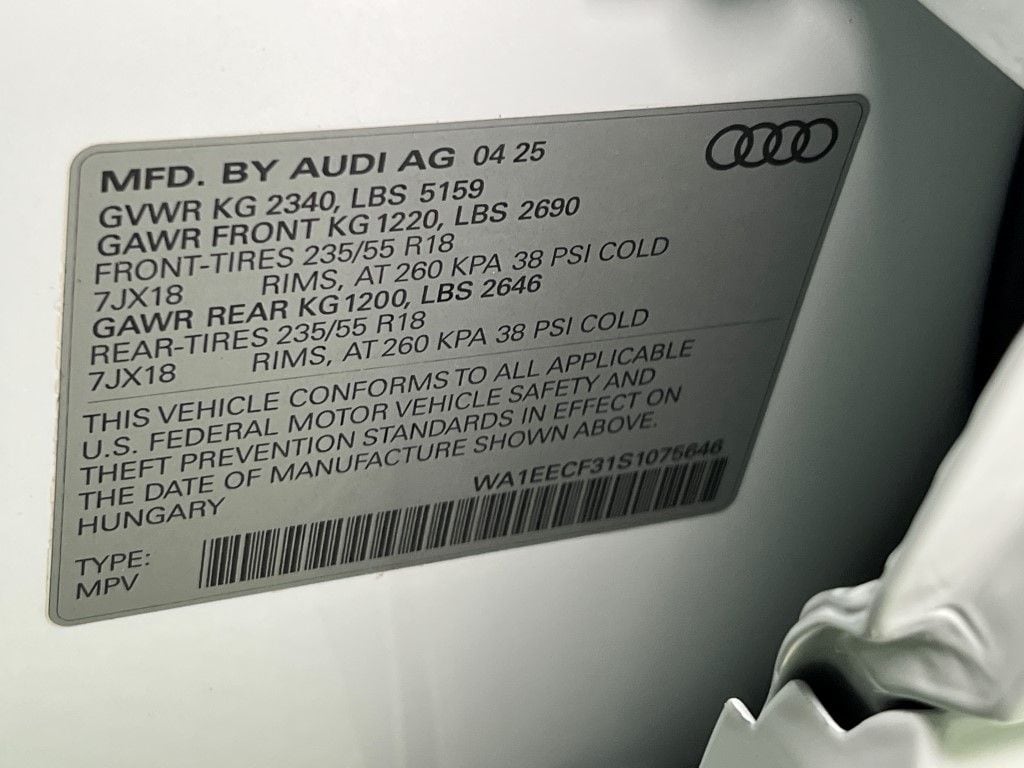 MFD. BY AUDI AG 04 25
GVWR KG 2340, LBS 5159
GAWR FRONT KG 1220, LBS 2690
FRONT-TIRES 235/55 R18
7JX18 RIMS, AT 260 KPA 38 PSI COLD
GAWR REAR KG 1200, LBS 2646
REAR-TIRES 235/55 R18
7JX18 RIMS, AT 260 KPA 38 PSI COLD
THIS VEHICLE CONFORMS TO ALL APPLICABLE
U.S. FEDERAL MOTOR VEHICLE SAFETY AND
THEFT PREVENTION STANDARDS IN EFFECT ON
THE DATE OF MANUFACTURE SHOWN ABOVE.
HUNGARY WA1EECF31S1075646
TYPE:
MPV